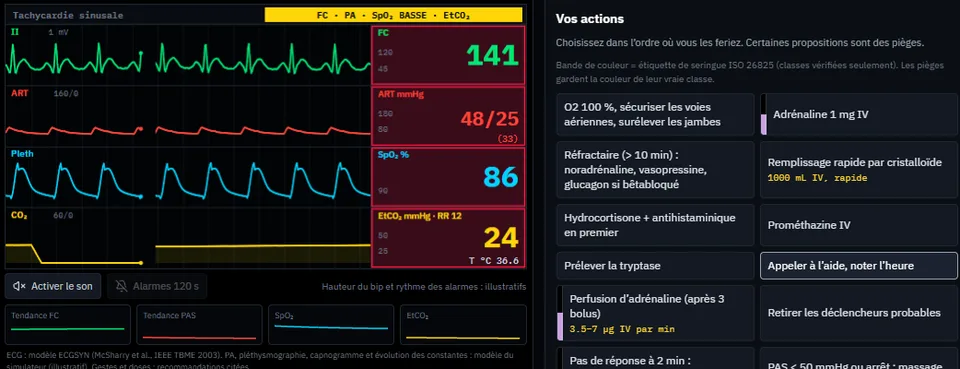 Tachycardie sinusale
FC · PA · SpO₂ BASSE · EtCO₂
II
1 mV
FC
120
45
141
ART
160/0
ART mmHg
150
50
48/25
(33)
Pleth
SpO₂ %
90
86
CO₂
60/0
EtCO₂ mmHg · RR 12
50
25
24
T °C 36.6
Activer le son
Alarmes 120 s
Hauteur du bip et rythme des alarmes : illustratifs
Tendance FC
Tendance PAS
SpO₂
EtCO₂
ECG : modèle ECGSYN (McSharry et al., IEEE TBME 2003). PA, pléthysmographie, capnogramme et évolution des constantes : modèle du
simulateur (illustratif). Gestes et doses : recommandations citées.
Vos actions
Choisissez dans l’ordre où vous les feriez. Certaines propositions sont des pièges.
Bande de couleur = étiquette de seringue ISO 26825 (classes vérifiées seulement). Les pièges
gardent la couleur de leur vraie classe.
O2 100 %, sécuriser les voies
aériennes, surélever les jambes
Adrénaline 1 mg IV
Réfractaire (> 10 min) :
noradrénaline, vasopressine,
glucagon si bêtabloqué
Remplissage rapide par cristalloïde
1000 mL IV, rapide
Hydrocortisone + antihistaminique
en premier
Prométhazine IV
Prélever la tryptase
Appeler à l’aide, noter l’heure
Perfusion d’adrénaline (après 3
bolus)
3.5–7 µg IV par min
Retirer les déclencheurs probables
Pas de réponse à 2 min :
PAS < 50 mmHg ou arrêt : massage